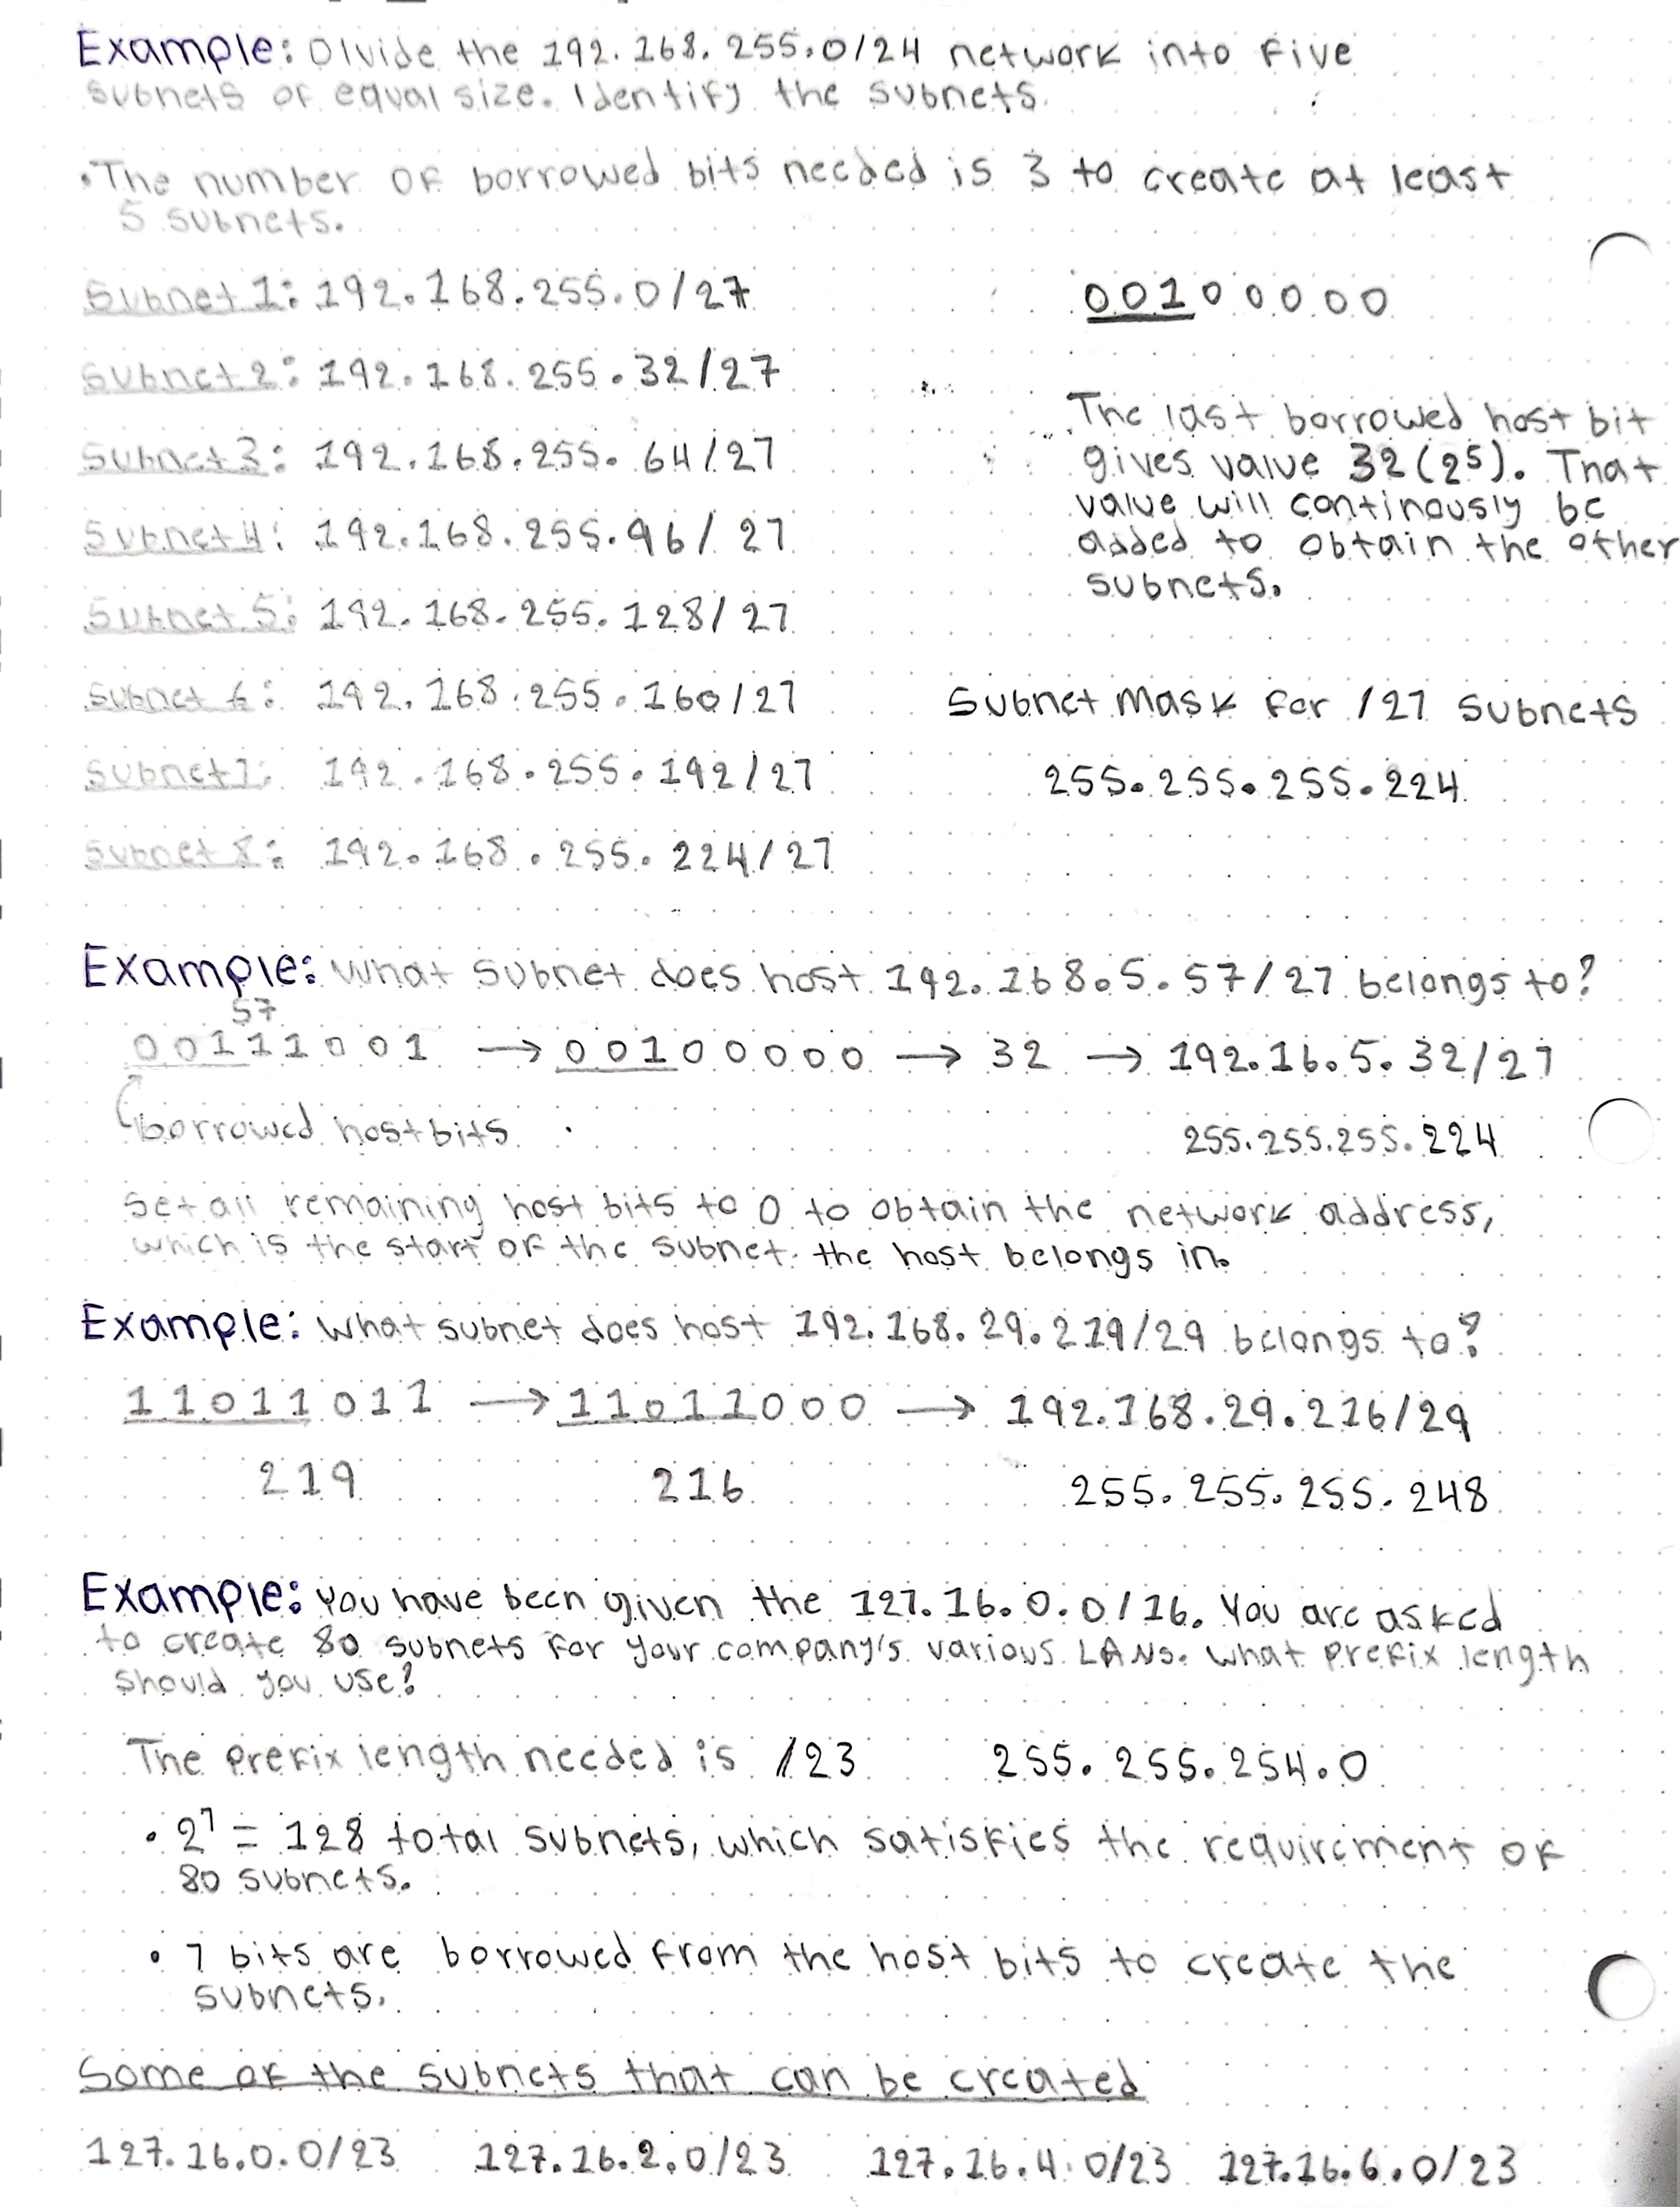 Example: Divide the 192.168.255.0/24 network into five
subnets of equal size. Identify the subnets.
•The number of borrowed bits needed is 3 to create at least
5 subnets.
Subnet 1: 192.168.255.0/27
00100000
Subnet 2: 192.168.255.32/27
Subnet 3: 192.168.255.64/27
Subnet 4: 192.168.255.96/27
Subnet 5: 192.168.255.128/27
The last borrowed host bit
gives value 32 (2⁵). That
value will continously be
added to obtain the other
subnets.
Subnet 6: 192.168.255.160/27
Subnet 7: 192.168.255.192/27
Subnet 8: 192.168.255.224/27
Subnet Mask for /27 subnets
255.255.255.224
Example: What subnet does host 192.168.5.57/27 belongs to?
57
00111001 → 00100000 → 32 → 192.16.5.32/27
borrowed host bits
255.255.255.224
Set all remaining host bits to 0 to obtain the network address,
which is the start of the subnet the host belongs in.
Example: What subnet does host 192.168.29.219/29 belongs to?
11011011 → 11011000 → 192.168.29.216/29
219 216 255.255.255.248
Example: You have been given the 127.16.0.0/16. You are asked
to create 80 subnets for your company's various LANs. What prefix length
should you use?
The prefix length needed is /23 255.255.254.0
• 2⁷ = 128 total subnets, which satisfies the requirement of
80 subnets.
• 7 bits are borrowed from the host bits to create the
subnets.
Some of the subnets that can be created
127.16.0.0/23 127.16.2.0/23 127.16.4.0/23 127.16.6.0/23